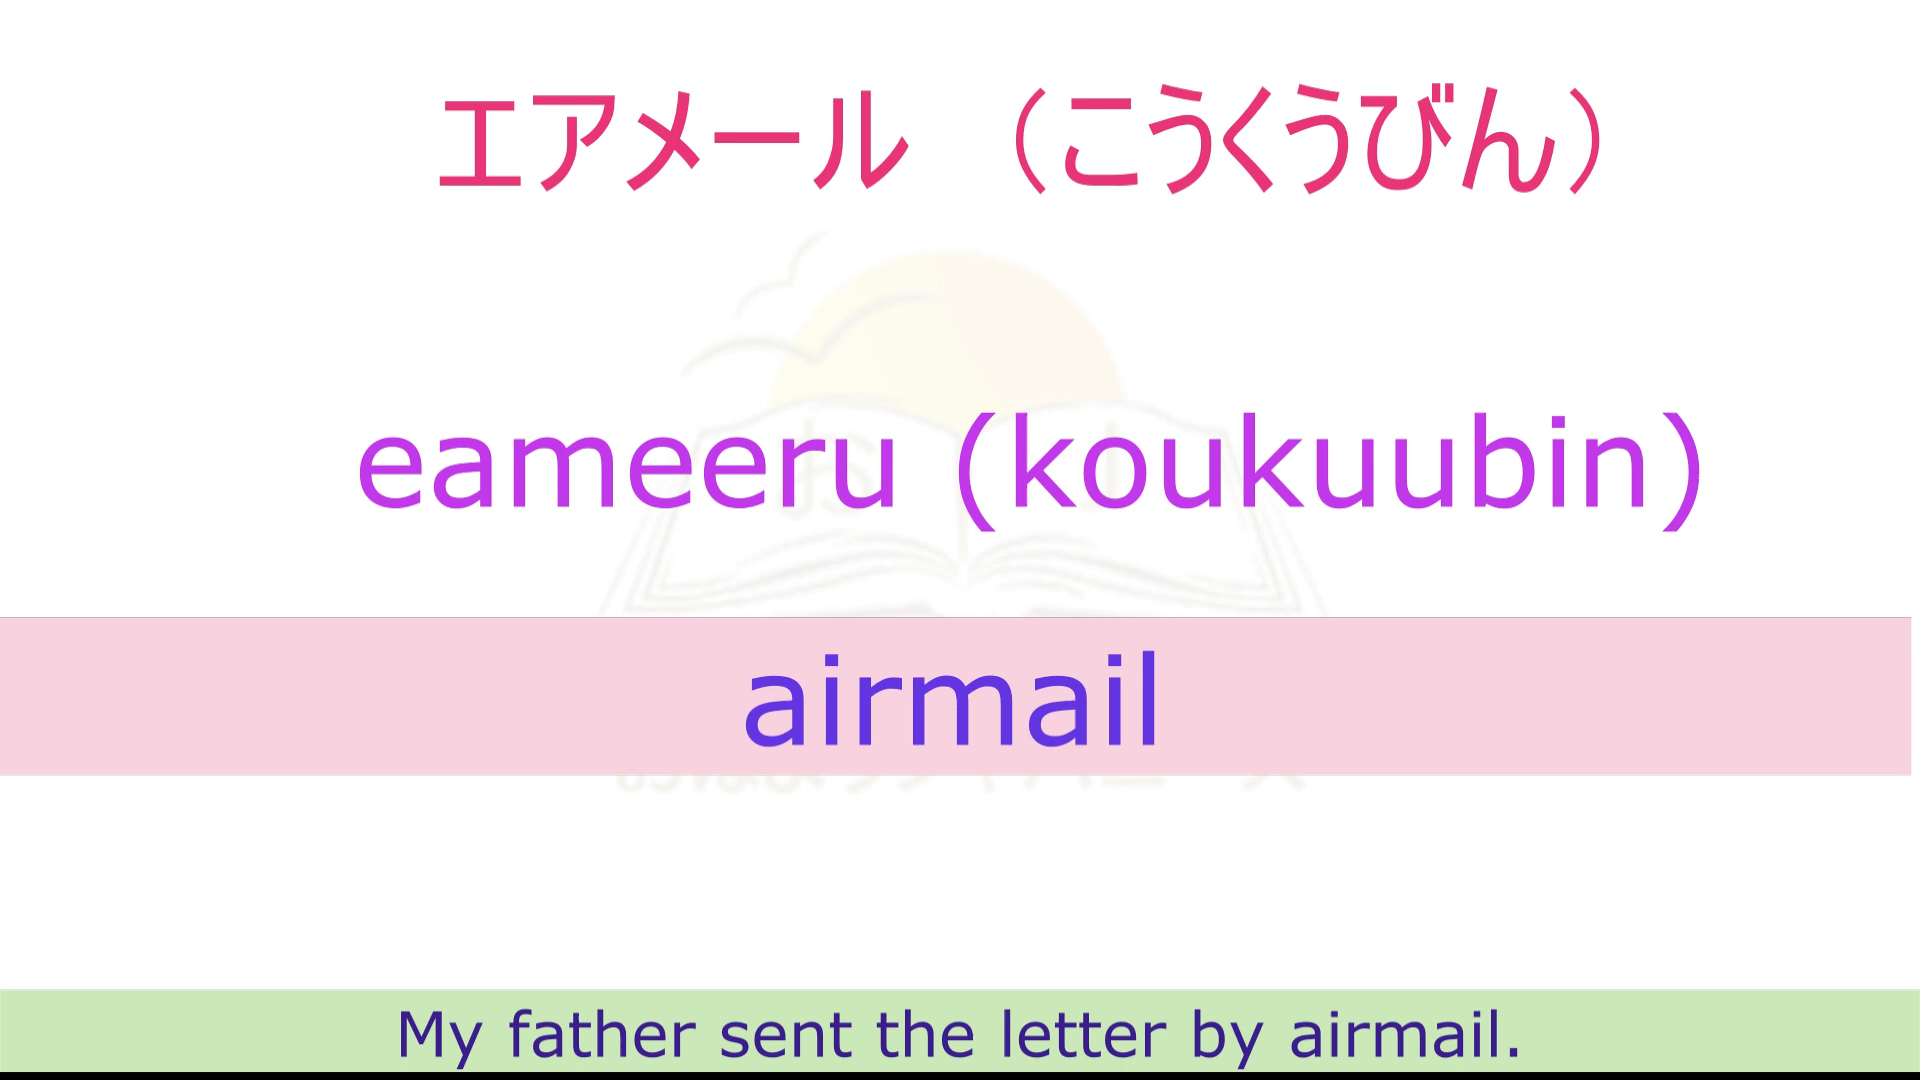 エアメール （こうくうびん）
eameeru (koukuubin)
airmail
My father sent the letter by airmail.